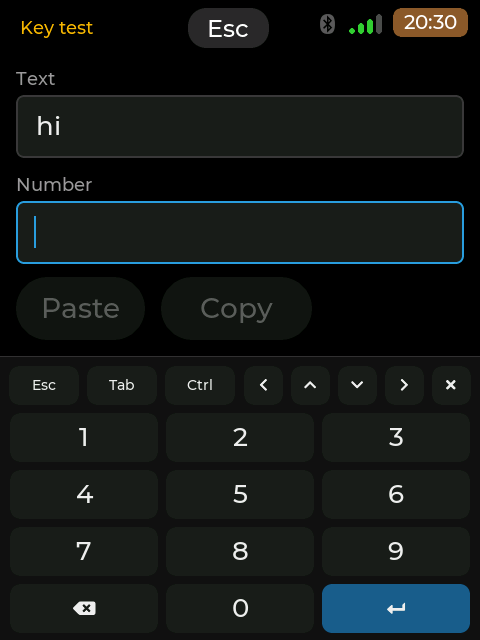 Key test
Esc
20:30
Text
hi
Number
Paste Copy
Esc Tab Ctrl
1 2 3
4 5 6
7 8 9
0